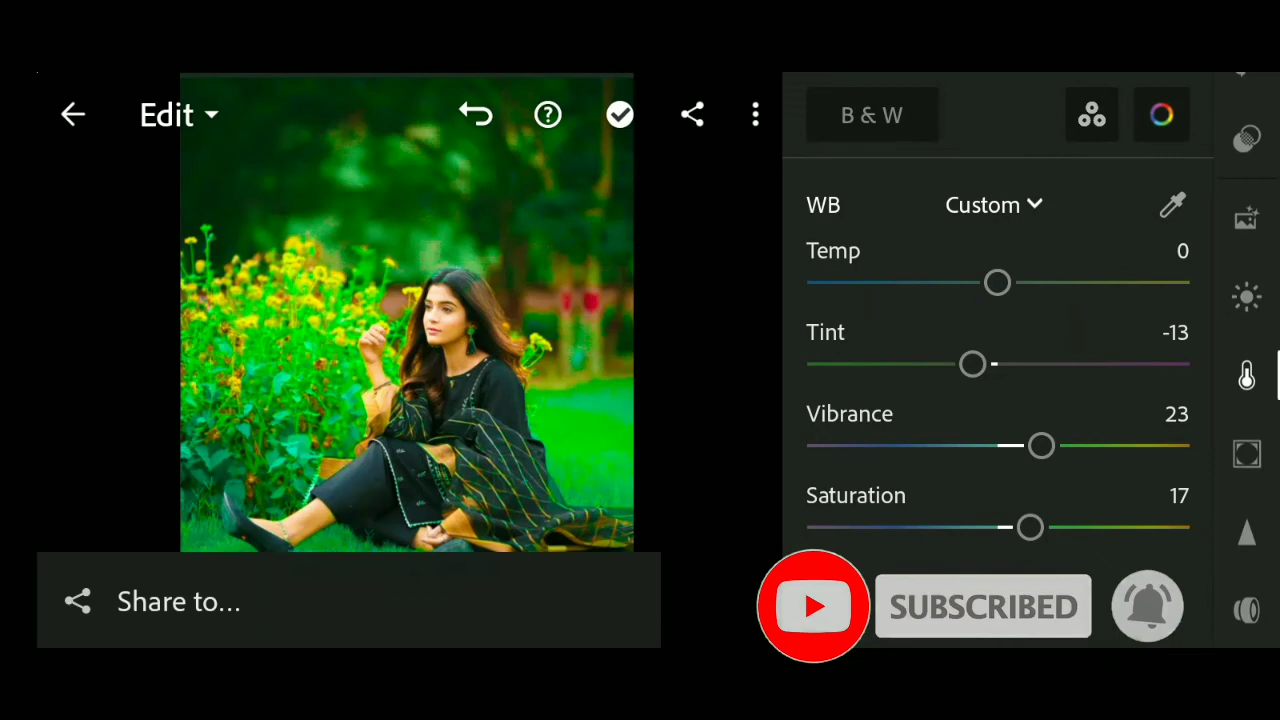 Edit
B & W
WB
Custom
Temp
0
Tint
-13
Vibrance
23
Saturation
17
Share to...
SUBSCRIBED